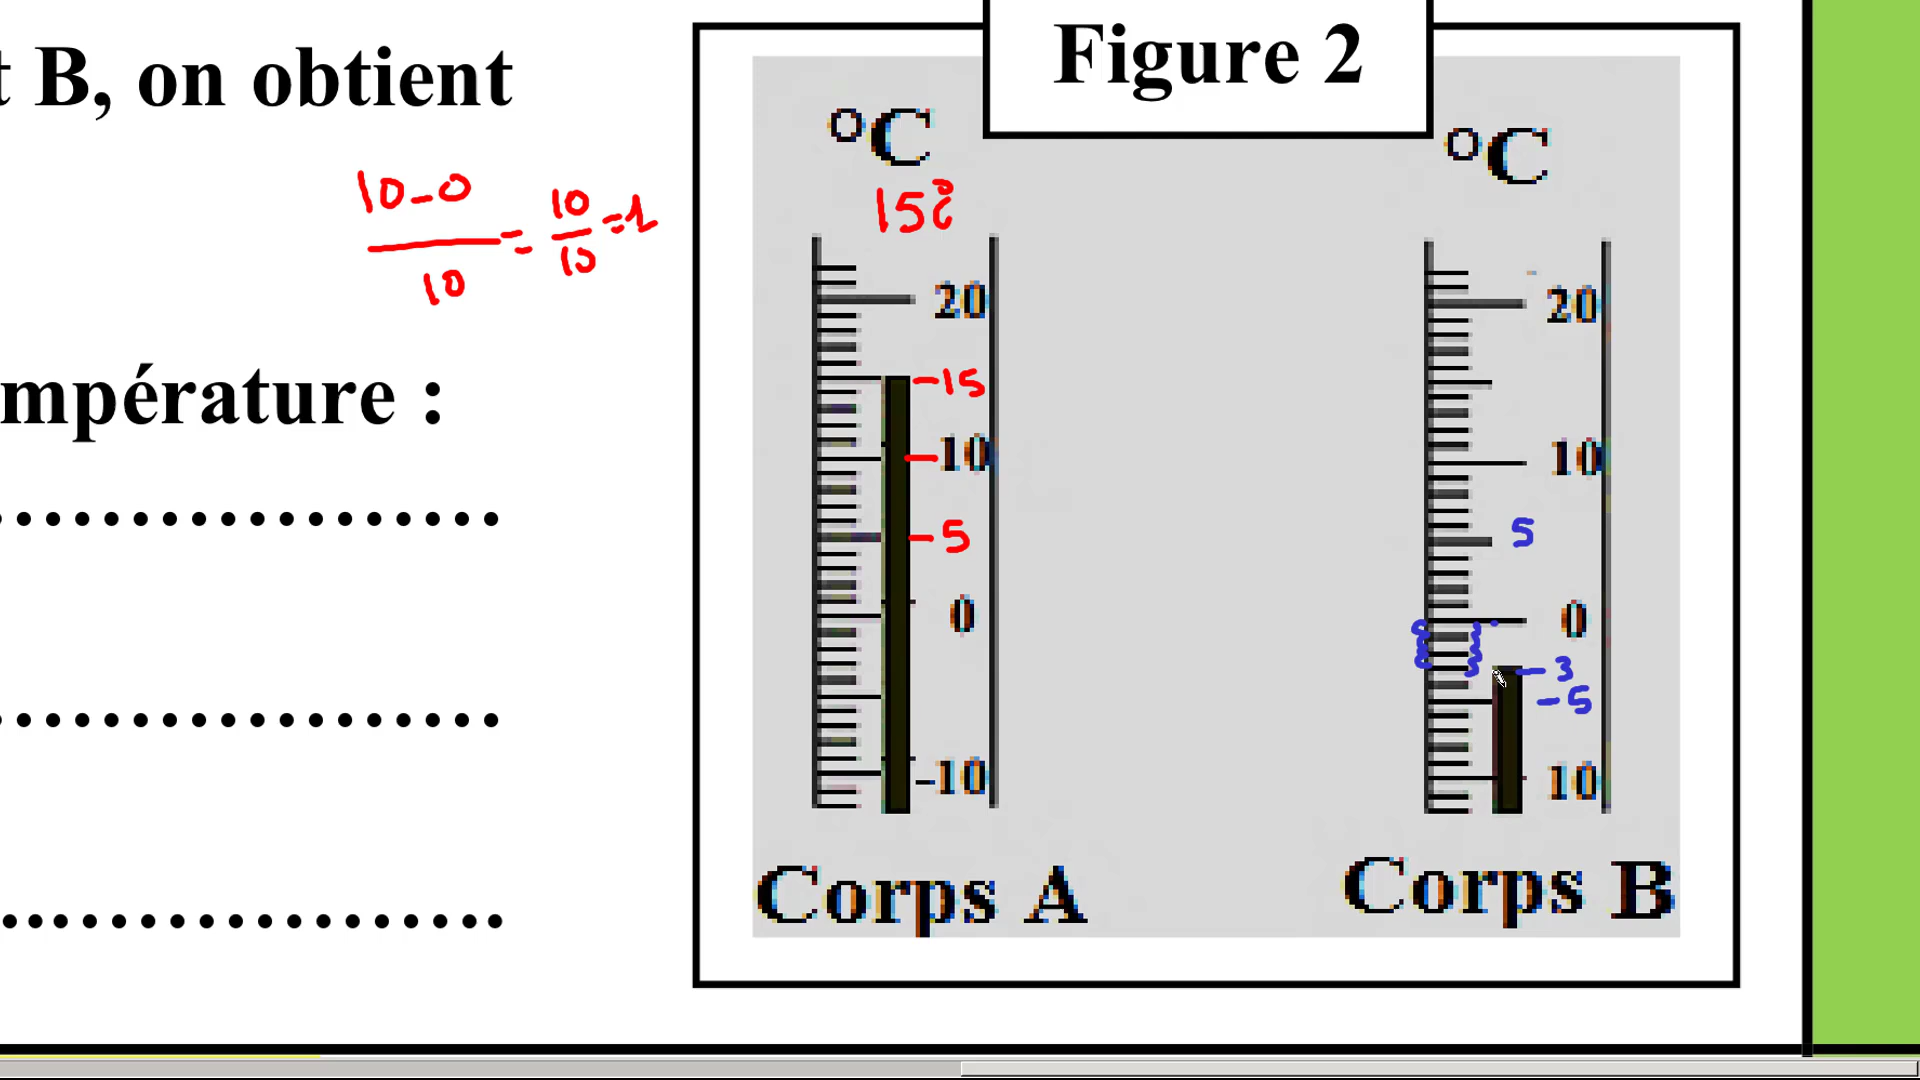 t B, on obtient
mpérature :
10-0
10
= 10
10
= 1
Figure 2
°C
15°C
20
-15
10
-5
0
-10
Corps A
°C
20
10
5
0
-3
-5
10
Corps B